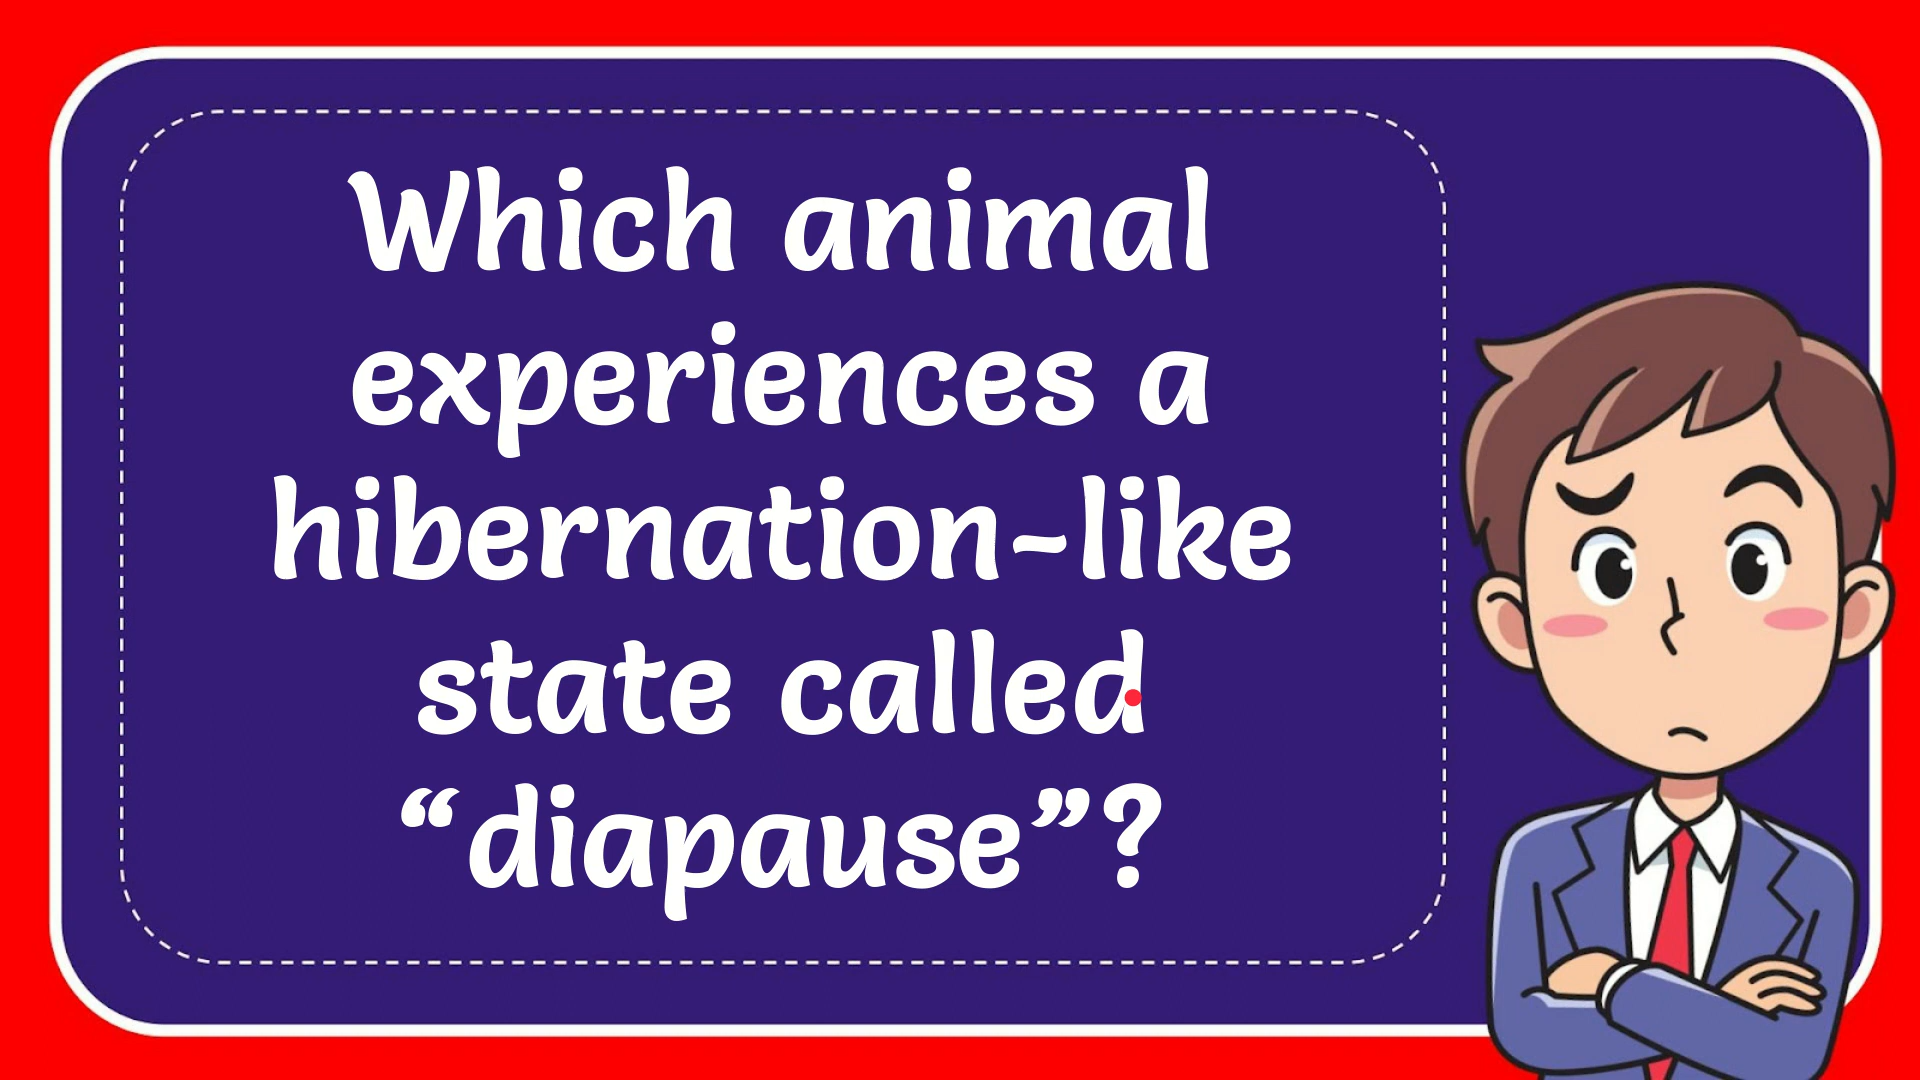 Which animal
experiences a
hibernation-like
state called
“diapause”?